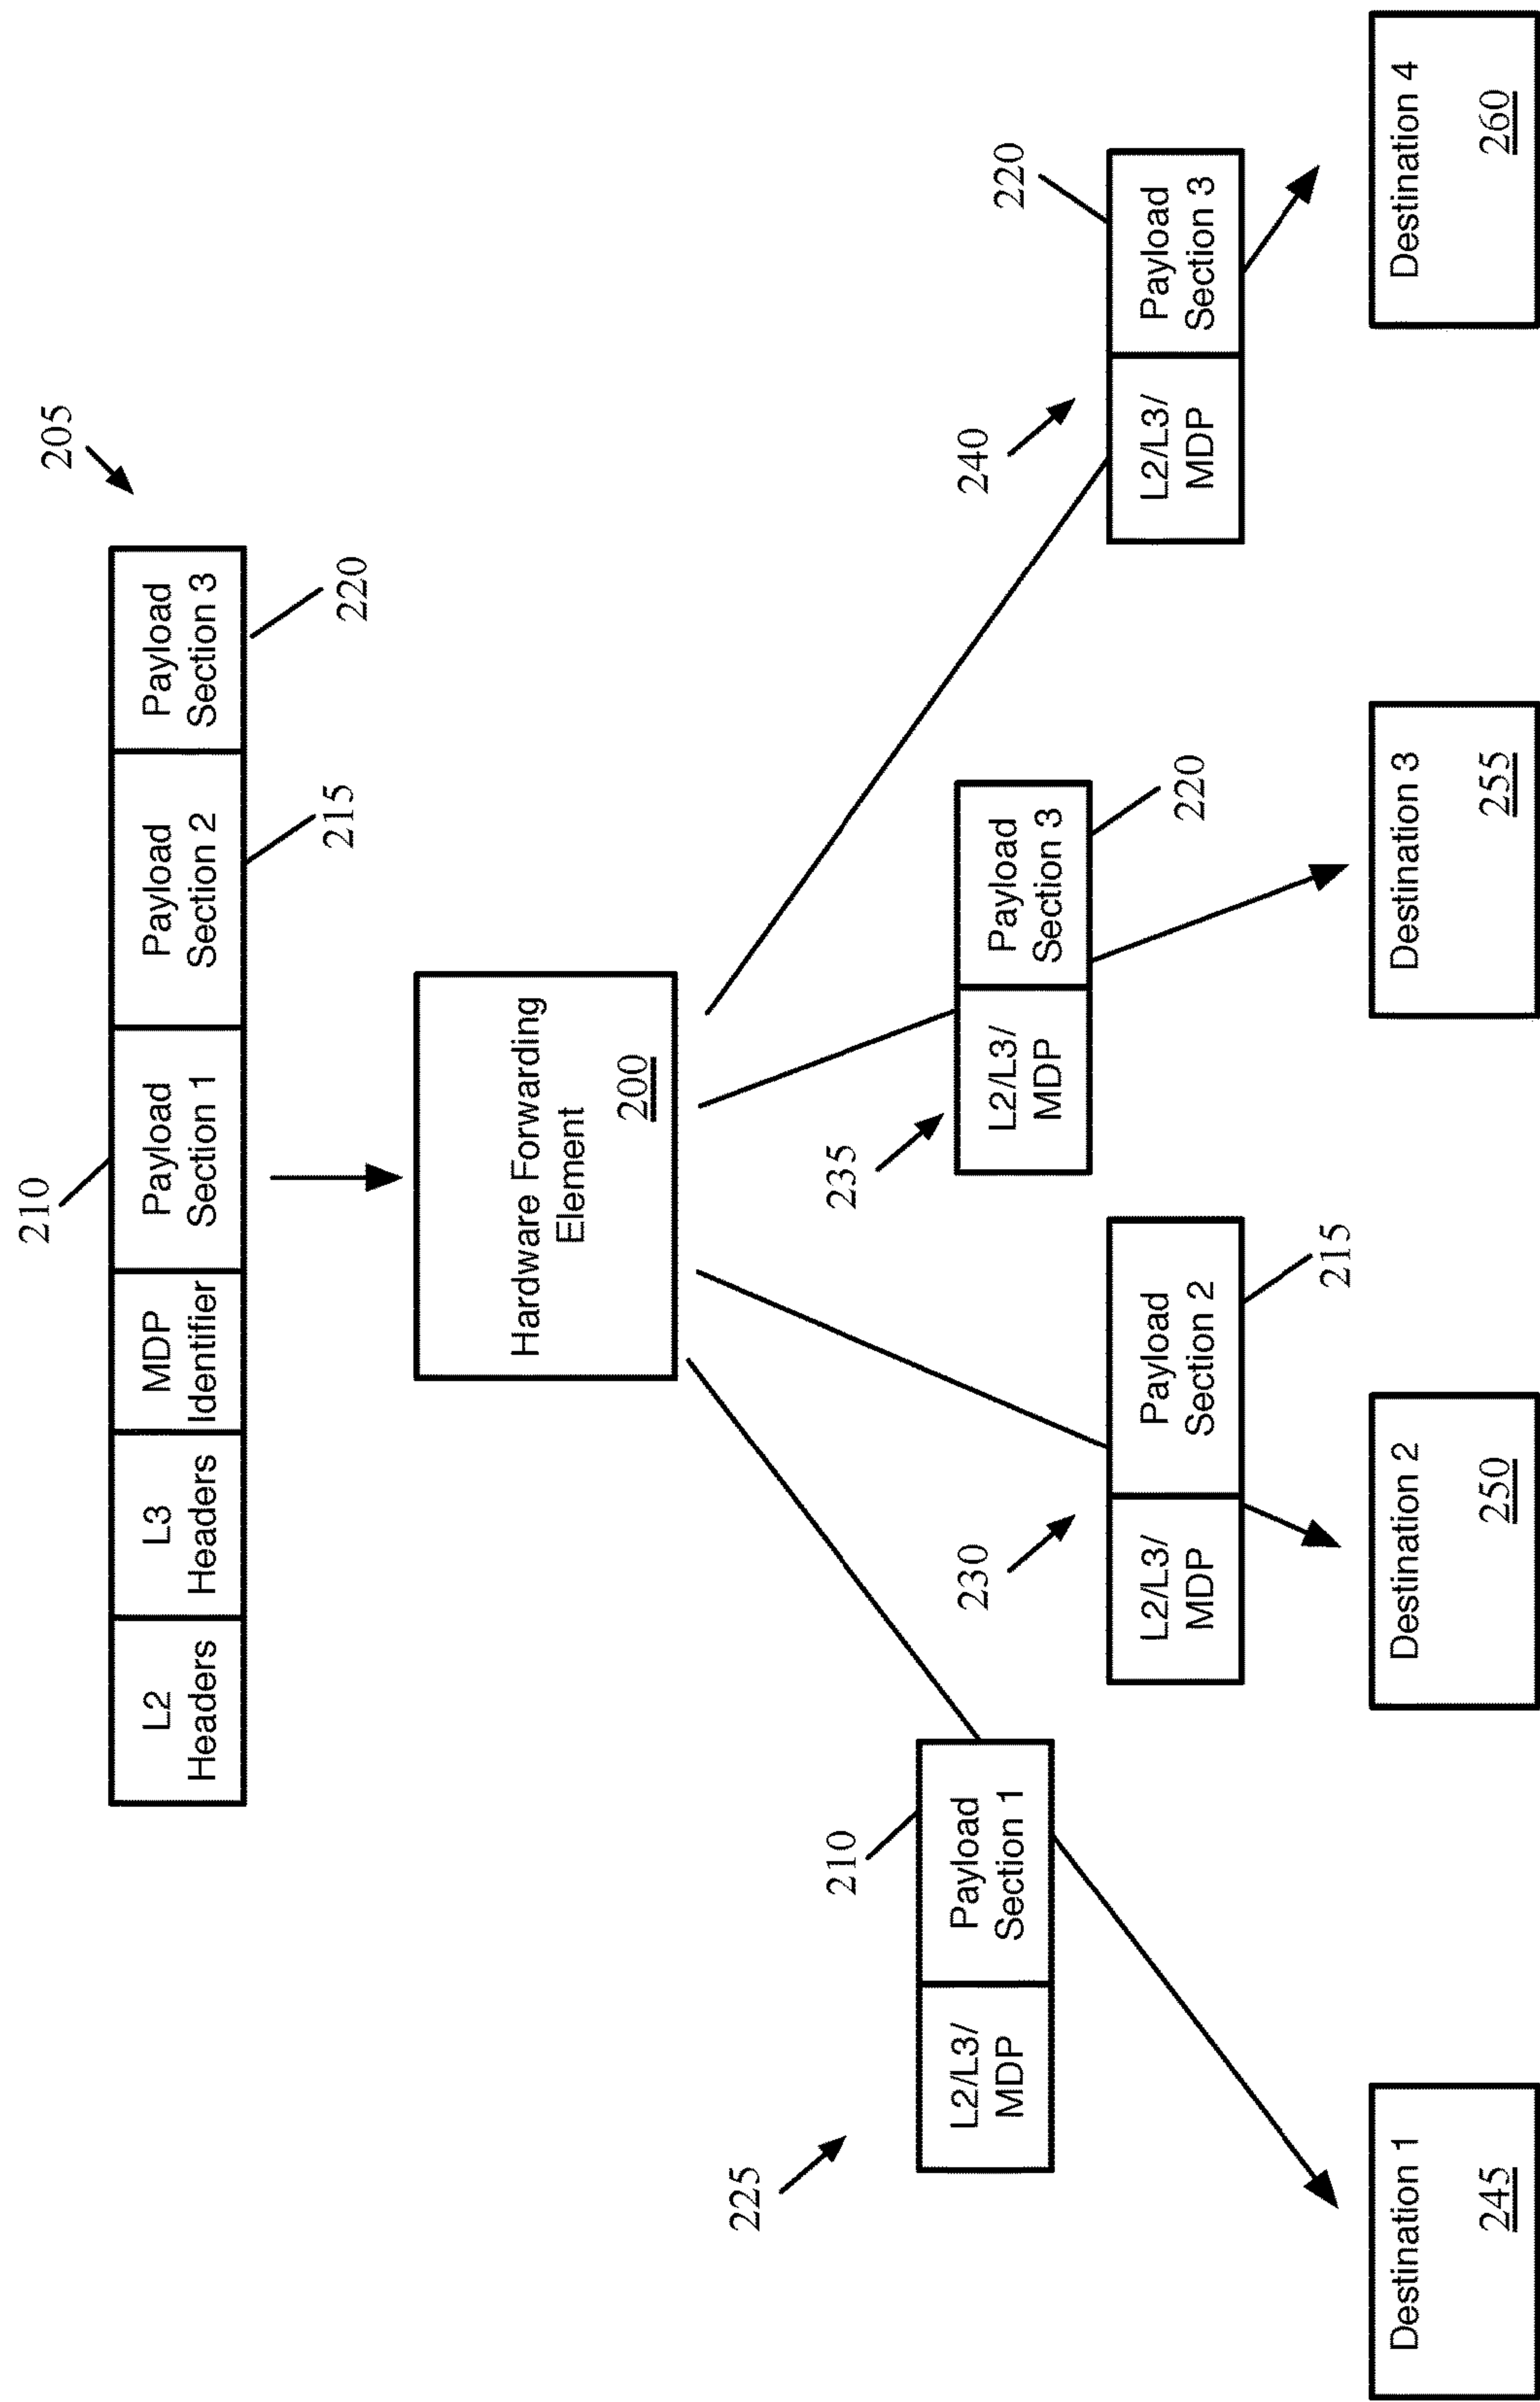 205
210
L2
Headers
L3
Headers
MDP
Identifier
Payload
Section 1
Payload
Section 2
Payload
Section 3
215
220
Hardware Forwarding
Element
200
225
210
L2/L3/
MDP
Payload
Section 1
230
L2/L3/
MDP
Payload
Section 2
215
235
L2/L3/
MDP
Payload
Section 3
220
240
220
L2/L3/
MDP
Payload
Section 3
Destination 1
245
Destination 2
250
Destination 3
255
Destination 4
260